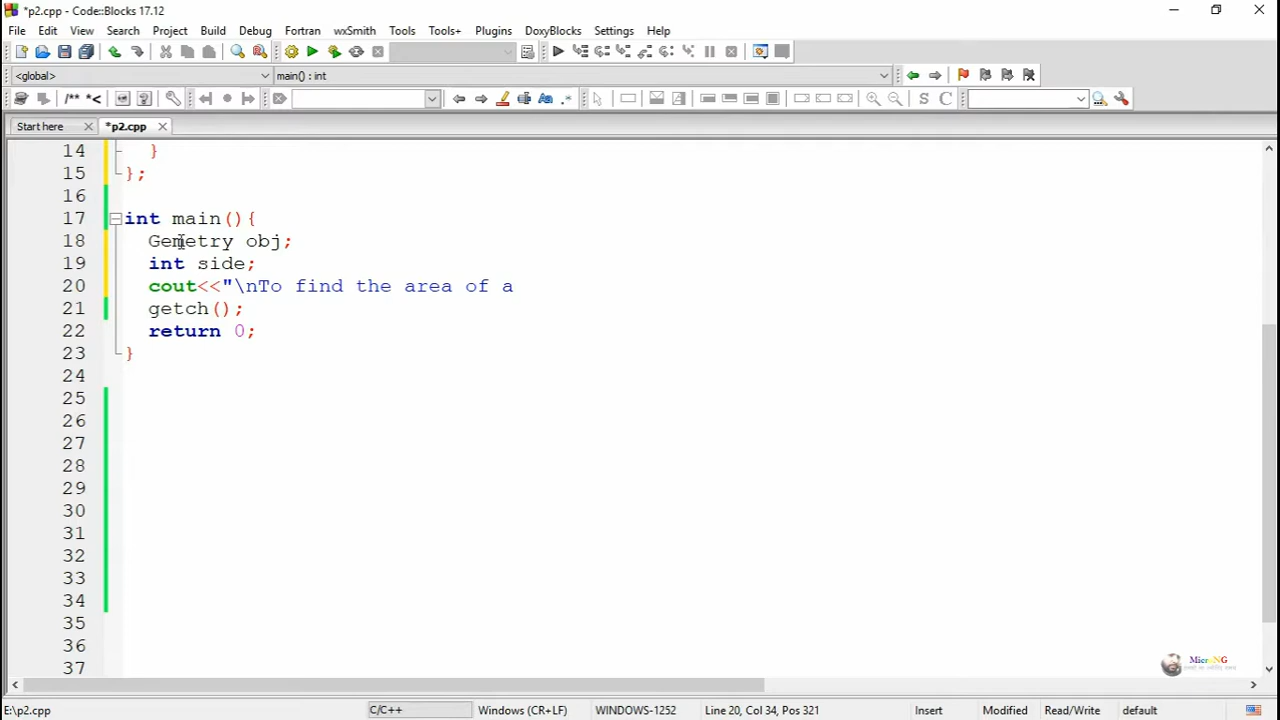 *p2.cpp - Code::Blocks 17.12
File Edit View Search Project Build Debug Fortran wxSmith Tools Tools+ Plugins DoxyBlocks Settings Help
<global> main() : int
/** *<
S C
Start here *p2.cpp
14 }
15 };
16
17 int main(){
18 Gemetry obj;
19 int side;
20 cout<<"\nTo find the area of a
21 getch();
22 return 0;
23 }
24
25
26
27
28
29
30
31
32
33
34
35
36
37
MicroNG
E:\p2.cpp C/C++ Windows (CR+LF) WINDOWS-1252 Line 20, Col 34, Pos 321 Insert Modified Read/Write default